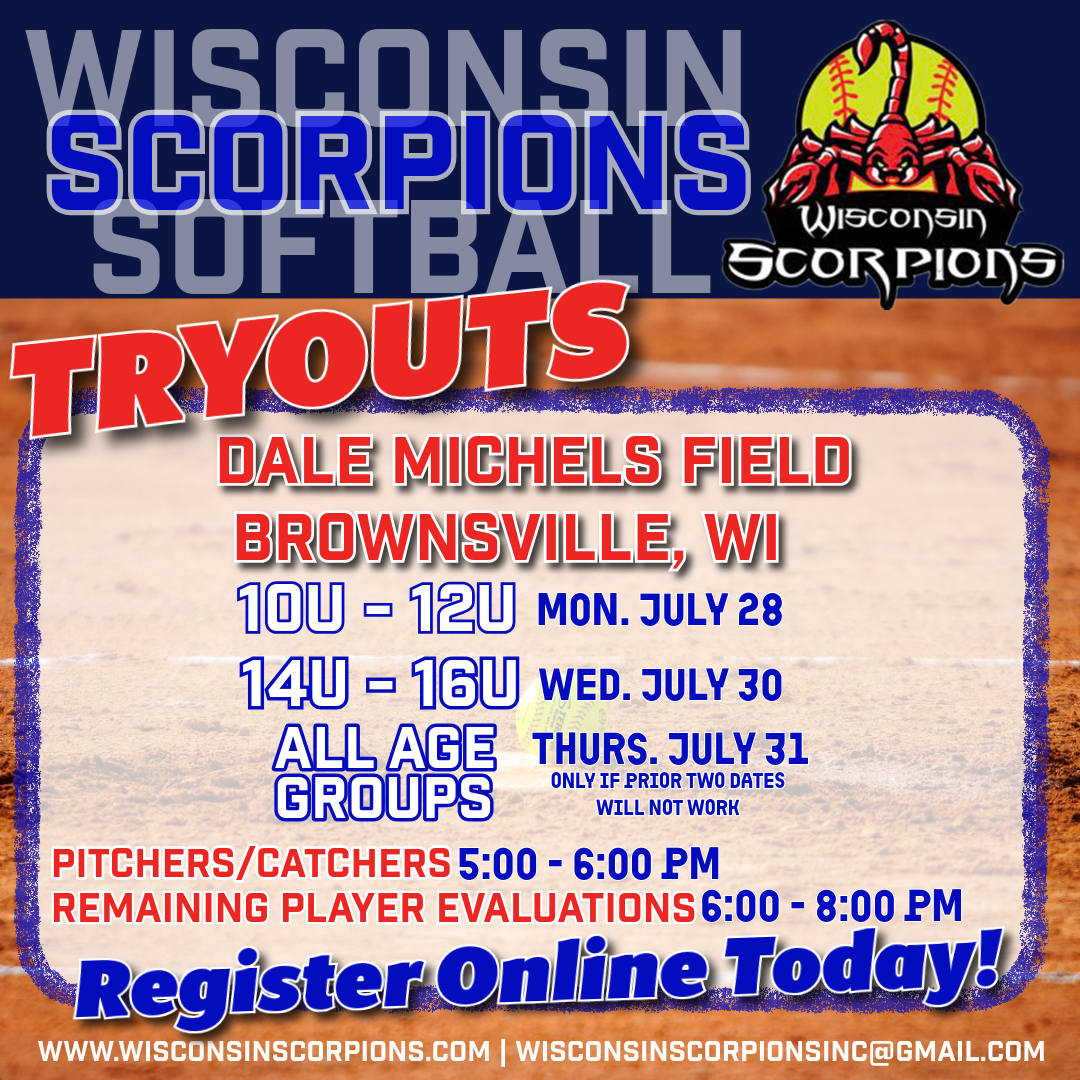 WISCONSIN
SCORPIONS
SOFTBALL
WISCONSIN
SCORPIONS
TRYOUTS
DALE MICHELS FIELD
BROWNSVILLE, WI
10U - 12U MON. JULY 28
14U - 16U WED. JULY 30
ALL AGE
GROUPS
THURS. JULY 31
ONLY IF PRIOR TWO DATES
WILL NOT WORK
PITCHERS/CATCHERS 5:00 - 6:00 PM
REMAINING PLAYER EVALUATIONS 6:00 - 8:00 PM
Register Online Today!
WWW.WISCONSINSCORPIONS.COM | WISCONSINSCORPIONSINC@GMAIL.COM